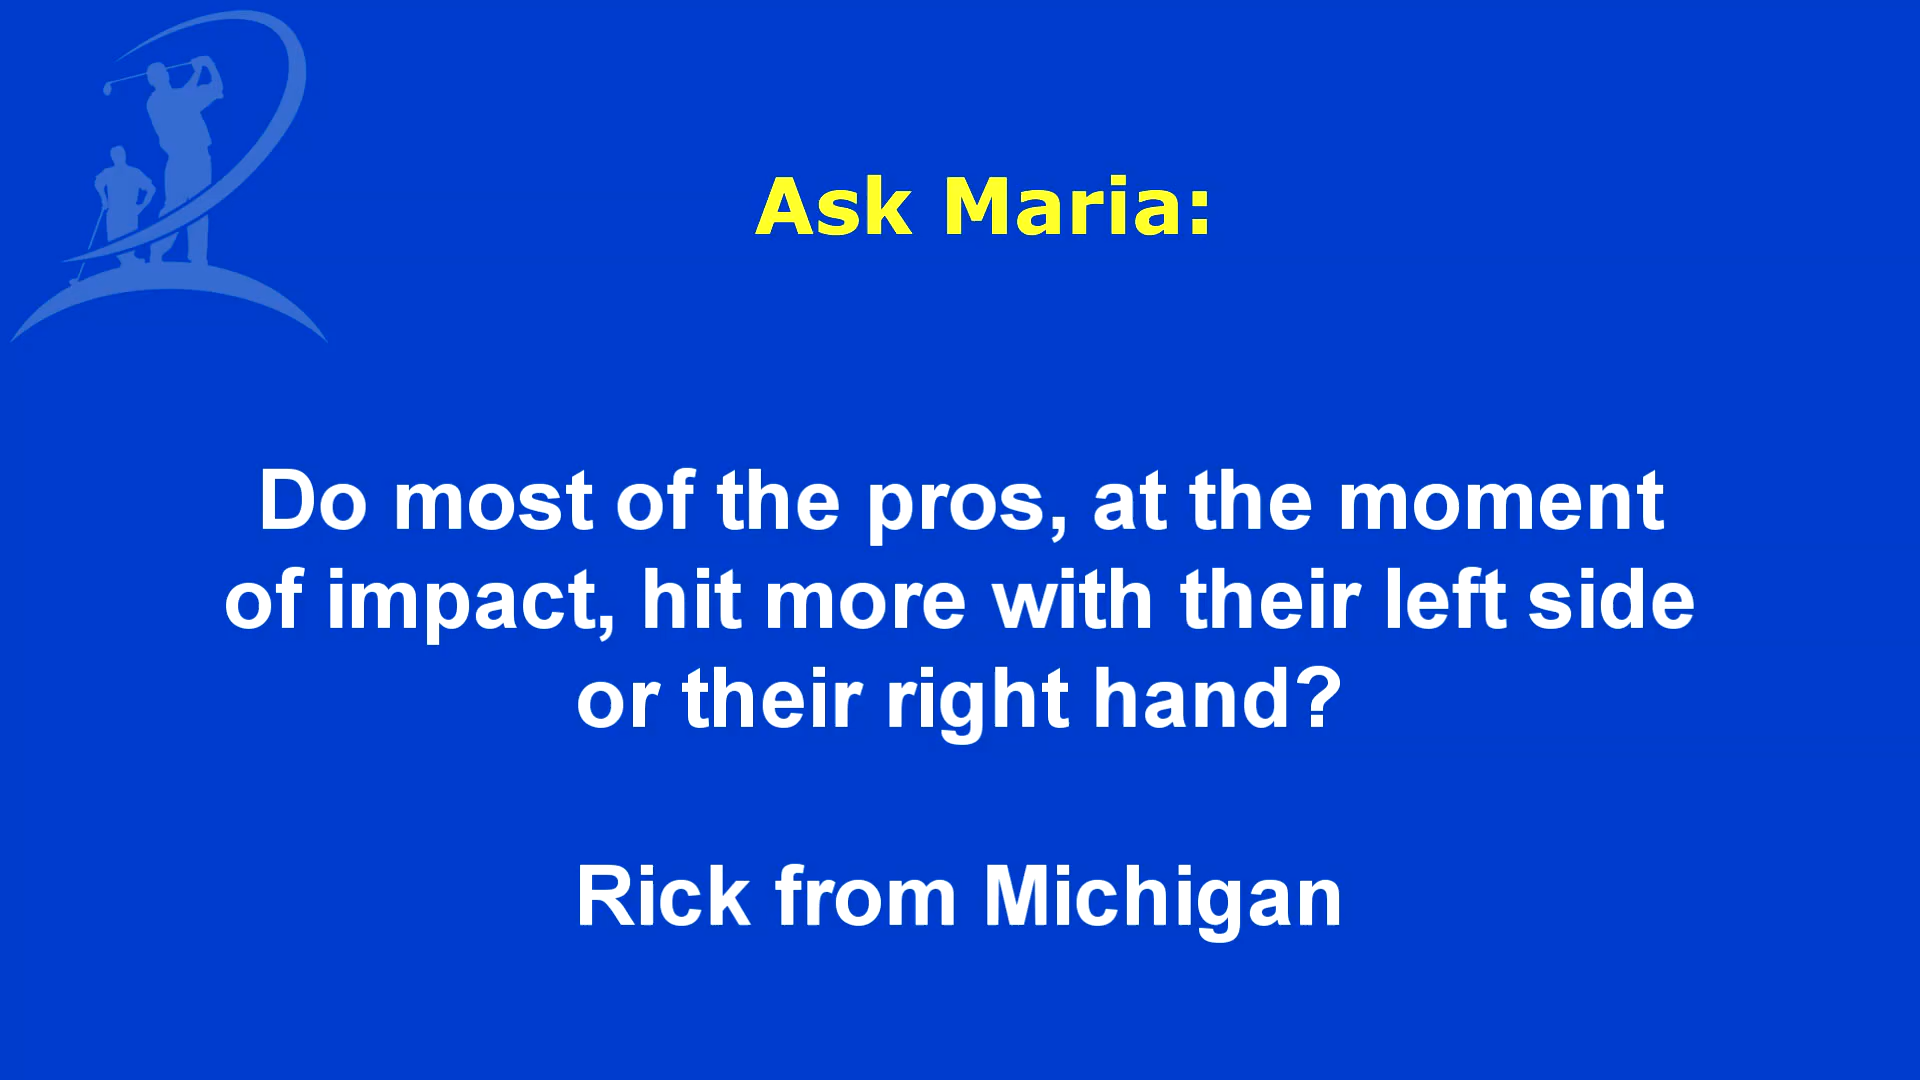 Ask Maria:
Do most of the pros, at the moment
of impact, hit more with their left side
or their right hand?
Rick from Michigan